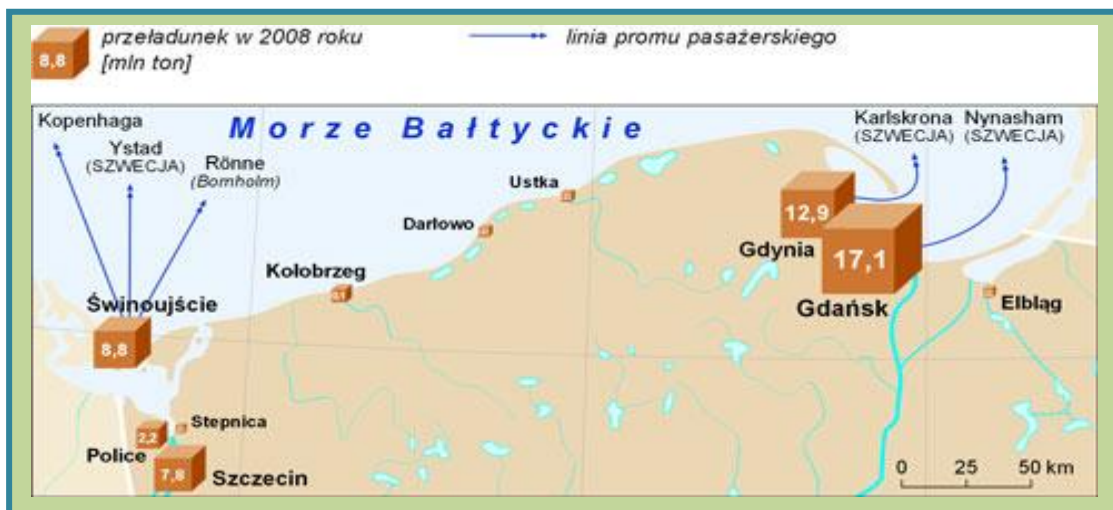 8,8
przeładunek w 2008 roku
[mln ton]
linia promu pasażerskiego
Kopenhaga
Ystad
(SZWECJA)
Rönne
(Bornholm)
Morze Bałtyckie
Karlskrona
(SZWECJA)
Nynasham
(SZWECJA)
Ustka
Darłowo
Kołobrzeg
Świnoujście
8,8
12,9
Gdynia
17,1
Gdańsk
Elbląg
Stepnica
2,2
Police
7,8
Szczecin
0 25 50 km